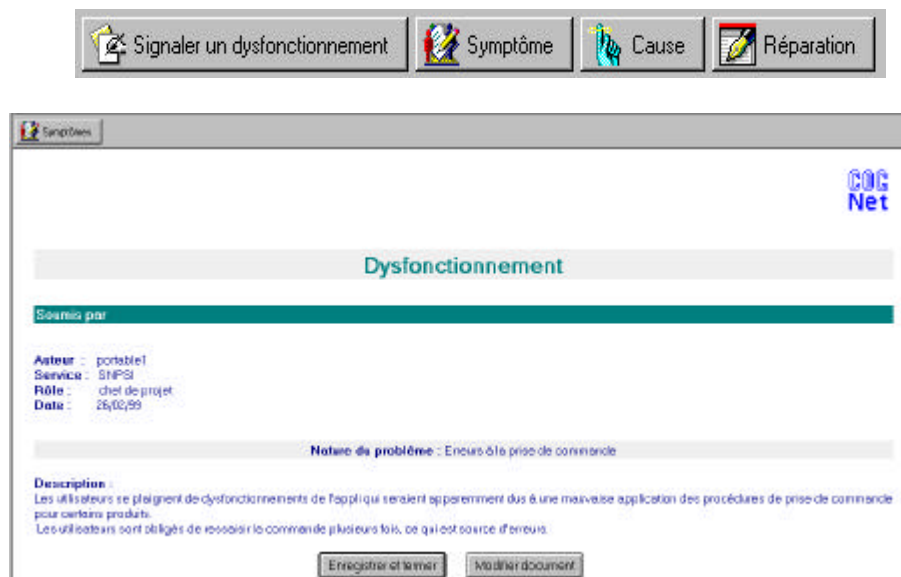 Signaler un dysfonctionnement Symptôme Cause Réparation
Symptômes
COG
Net
Dysfonctionnement
Soumis par
Auteur : portable1
Service : SNPSI
Rôle : chef de projet
Date : 26/02/99
Nature du problème : Erreurs à la prise de commande
Description :
Les utilisateurs se plaignent de dysfonctionnements de l'appli qui seraient apparemment dus à une mauvaise application des procédures de prise de commande
pour certains produits.
Les utilisateurs sont obligés de ressaisir la commande plusieurs fois, ce qui est source d'erreurs.
Enregistrer et fermer Modifier document